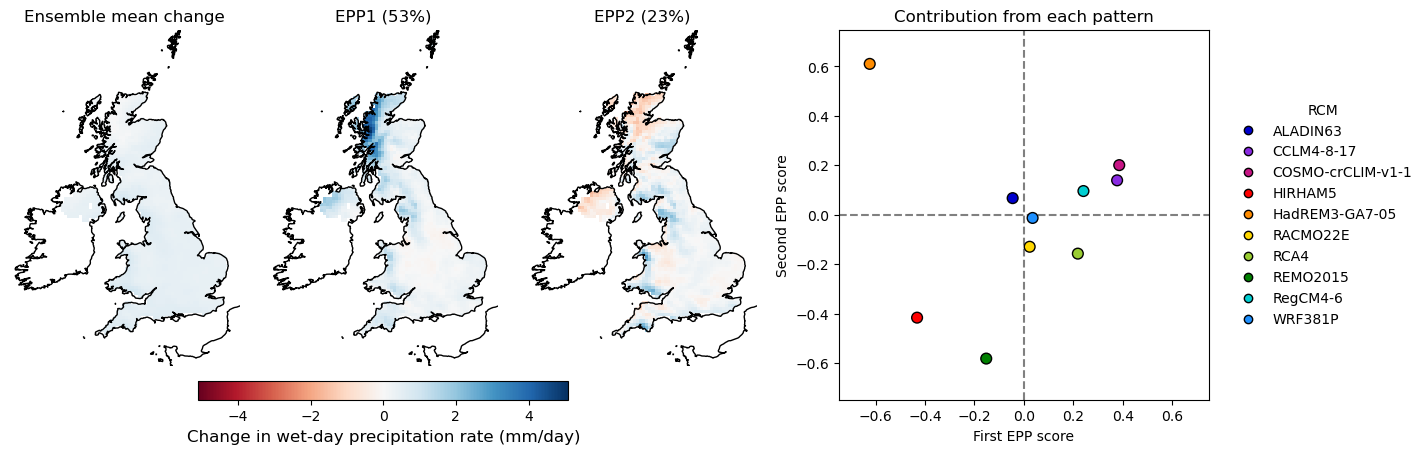 Ensemble mean change
EPP1 (53%)
EPP2 (23%)
Contribution from each pattern
−4
−2
0
2
4
Change in wet-day precipitation rate (mm/day)
Second EPP score
0.6
0.4
0.2
0.0
−0.2
−0.4
−0.6
−0.6
−0.4
−0.2
0.0
0.2
0.4
0.6
First EPP score
RCM
ALADIN63
CCLM4-8-17
COSMO-crCLIM-v1-1
HIRHAM5
HadREM3-GA7-05
RACMO22E
RCA4
REMO2015
RegCM4-6
WRF381P